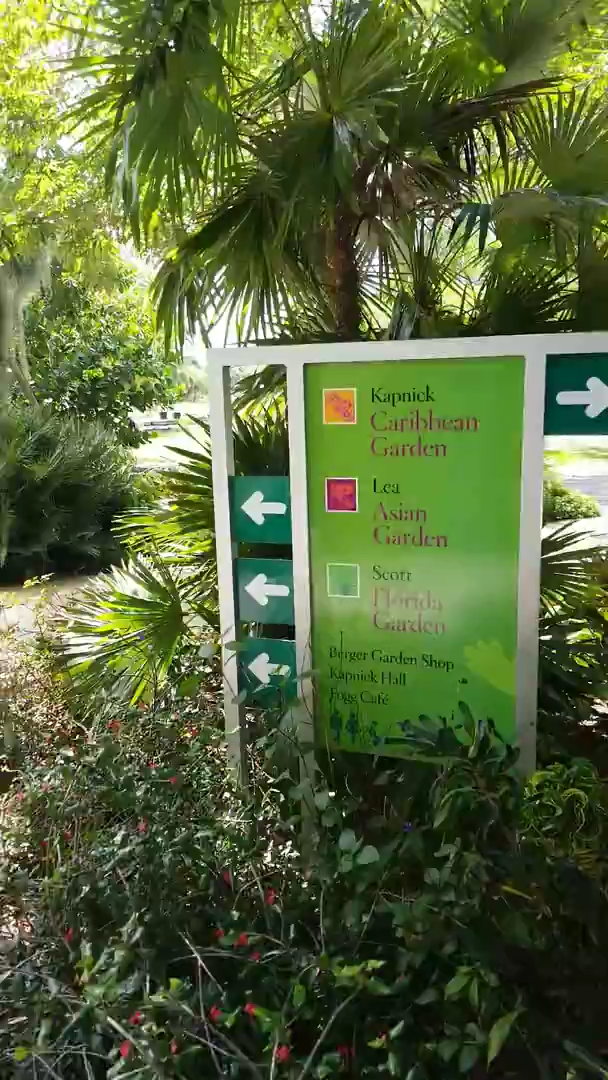 Kapnick
Caribbean
Garden
Lea
Asian
Garden
Scott
Florida
Garden
Berger Garden Shop
Kapnick Hall
Fogg Café